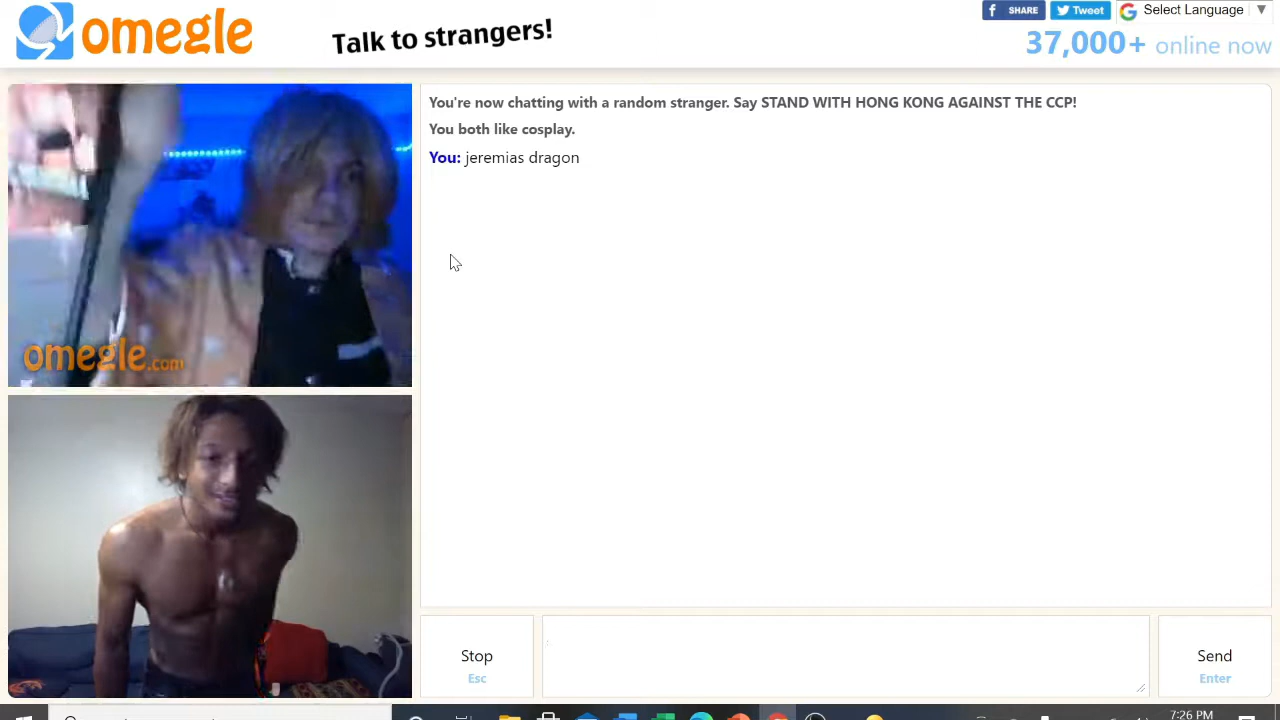 omegle
Talk to strangers!
SHARE
Tweet
Select Language
37,000+ online now
You're now chatting with a random stranger. Say STAND WITH HONG KONG AGAINST THE CCP!
You both like cosplay.
You: jeremias dragon
omegle.com
Stop
Esc
Send
Enter
7:26 PM